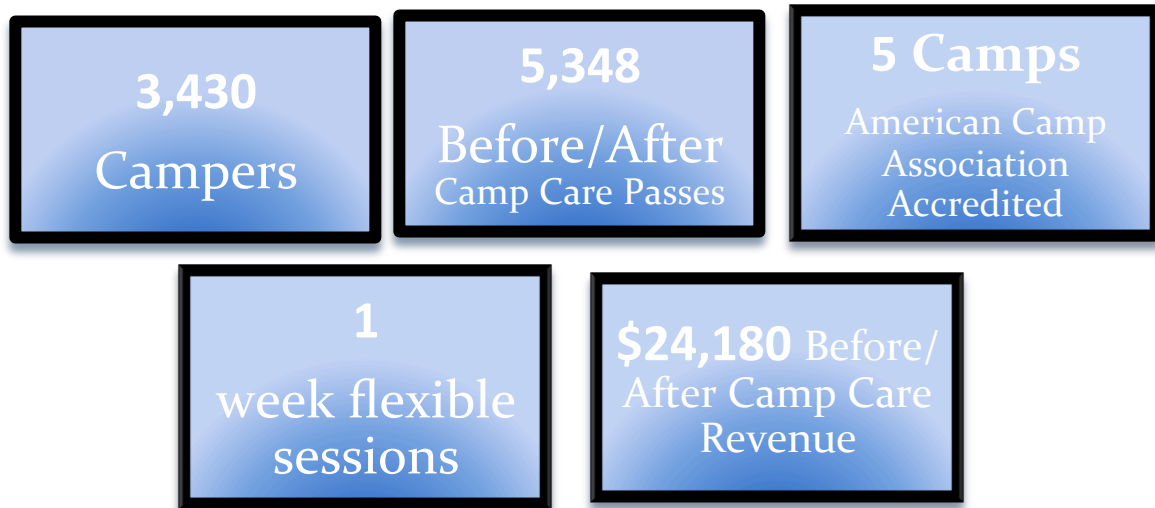 3,430
Campers
5,348
Before/After
Camp Care Passes
5 Camps
American Camp
Association
Accredited
1
week flexible
sessions
$24,180 Before/
After Camp Care
Revenue